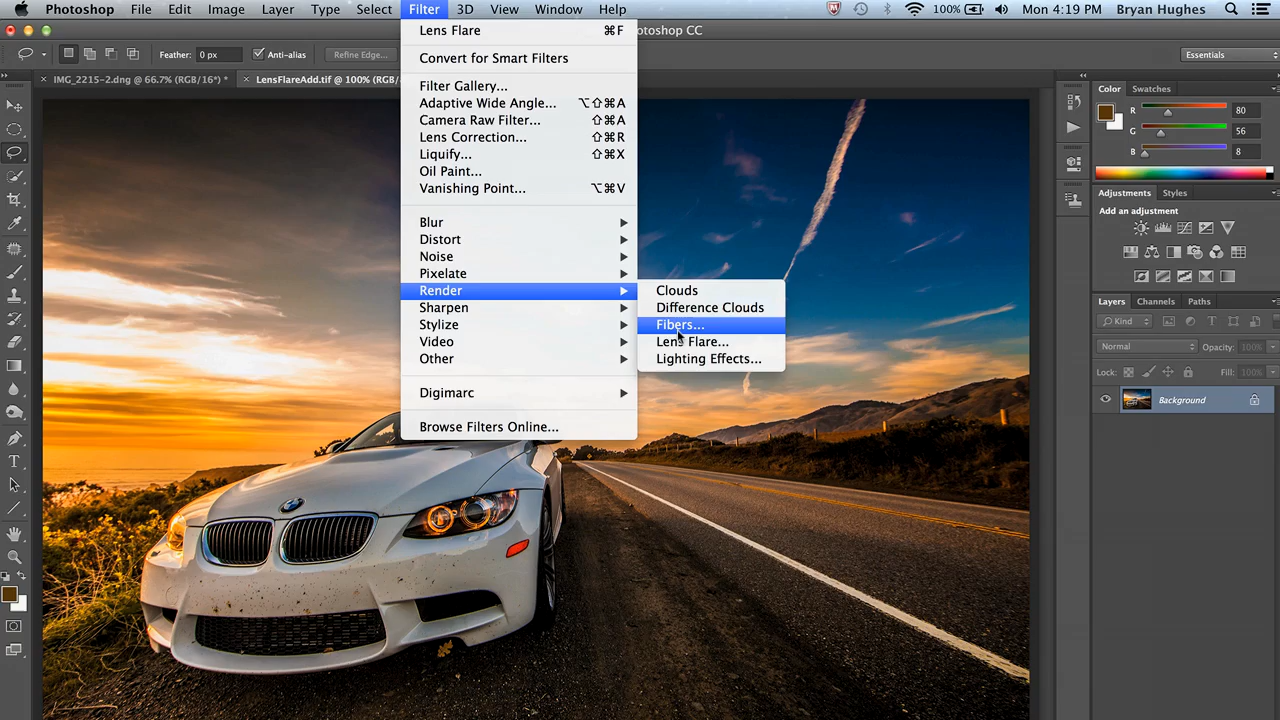 Photoshop File Edit Image Layer Type Select Filter 3D View Window Help 100% Mon 4:19 PM Bryan Hughes
otoshop CC
Feather: 0 px Anti-alias Refine Edge... Essentials
IMG_2215-2.dng @ 66.7% (RGB/16*) * LensFlareAdd.tif @ 100% (RGB/
Lens Flare ⌘F
Convert for Smart Filters
Filter Gallery...
Adaptive Wide Angle... ⌥⇧⌘A
Camera Raw Filter... ⇧⌘A
Lens Correction... ⇧⌘R
Liquify... ⇧⌘X
Oil Paint...
Vanishing Point... ⌥⌘V
Blur
Distort
Noise
Pixelate
Render
Sharpen
Stylize
Video
Other
Digimarc
Browse Filters Online...
Clouds
Difference Clouds
Fibers...
Lens Flare...
Lighting Effects...
Color Swatches
R 80
G 56
B 8
Adjustments Styles
Add an adjustment
Layers Channels Paths
Kind
Normal Opacity: 100%
Lock: Fill: 100%
Background